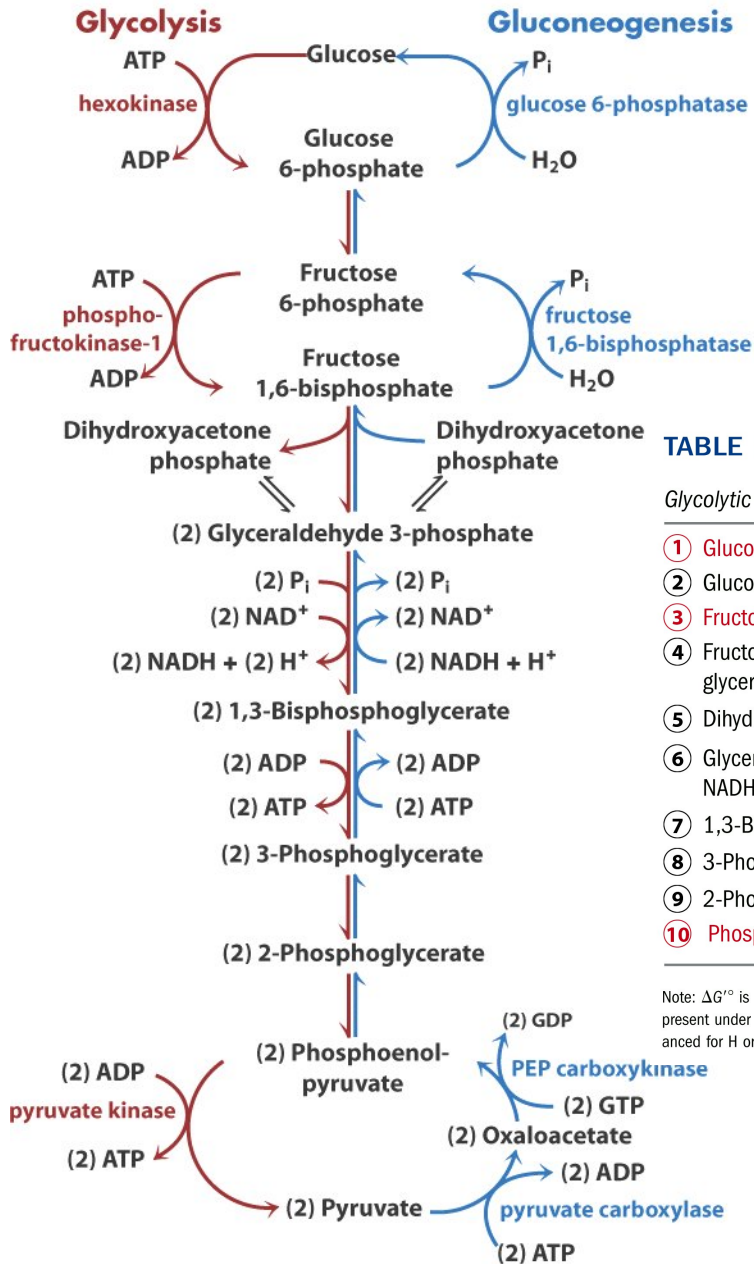 Glycolysis
Gluconeogenesis
ATP
Glucose
Pi
hexokinase
glucose 6-phosphatase
ADP
Glucose
6-phosphate
H2O
ATP
Fructose
6-phosphate
Pi
phospho-
fructokinase-1
fructose
1,6-bisphosphatase
ADP
Fructose
1,6-bisphosphate
H2O
Dihydroxyacetone
phosphate
Dihydroxyacetone
phosphate
(2) Glyceraldehyde 3-phosphate
(2) Pi
(2) Pi
(2) NAD+
(2) NAD+
(2) NADH + (2) H+
(2) NADH + H+
(2) 1,3-Bisphosphoglycerate
(2) ADP
(2) ADP
(2) ATP
(2) ATP
(2) 3-Phosphoglycerate
(2) 2-Phosphoglycerate
(2) Phosphoenol-
pyruvate
(2) GDP
PEP carboxykinase
(2) GTP
(2) ADP
pyruvate kinase
(2) ATP
(2) Oxaloacetate
(2) ADP
(2) Pyruvate
pyruvate carboxylase
(2) ATP
TABLE
Glycolytic
1 Gluco
2 Gluco
3 Fructo
4 Fructo
glycer
5 Dihyd
6 Glycer
NADH
7 1,3-B
8 3-Pho
9 2-Pho
10 Phosp
Note: ΔG′° is
present under
anced for H or